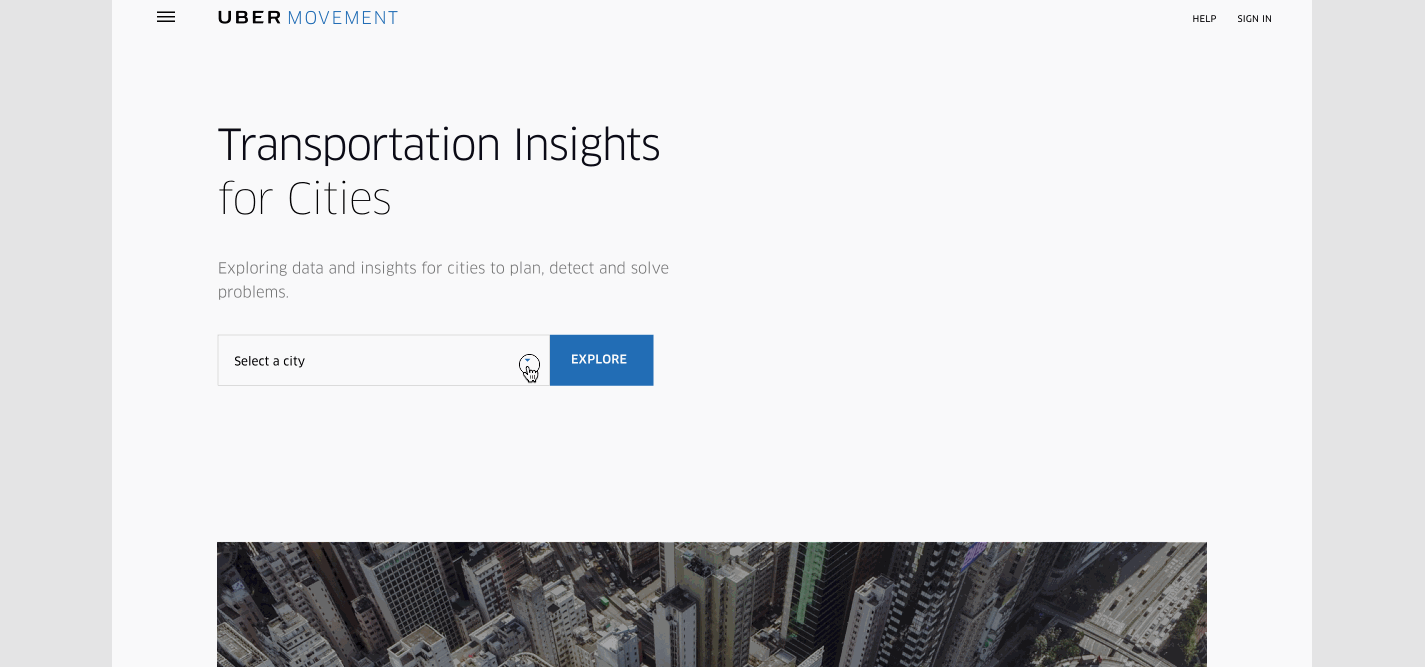 UBER MOVEMENT
HELP
SIGN IN
Transportation Insights
for Cities
Exploring data and insights for cities to plan, detect and solve
problems.
Select a city
EXPLORE